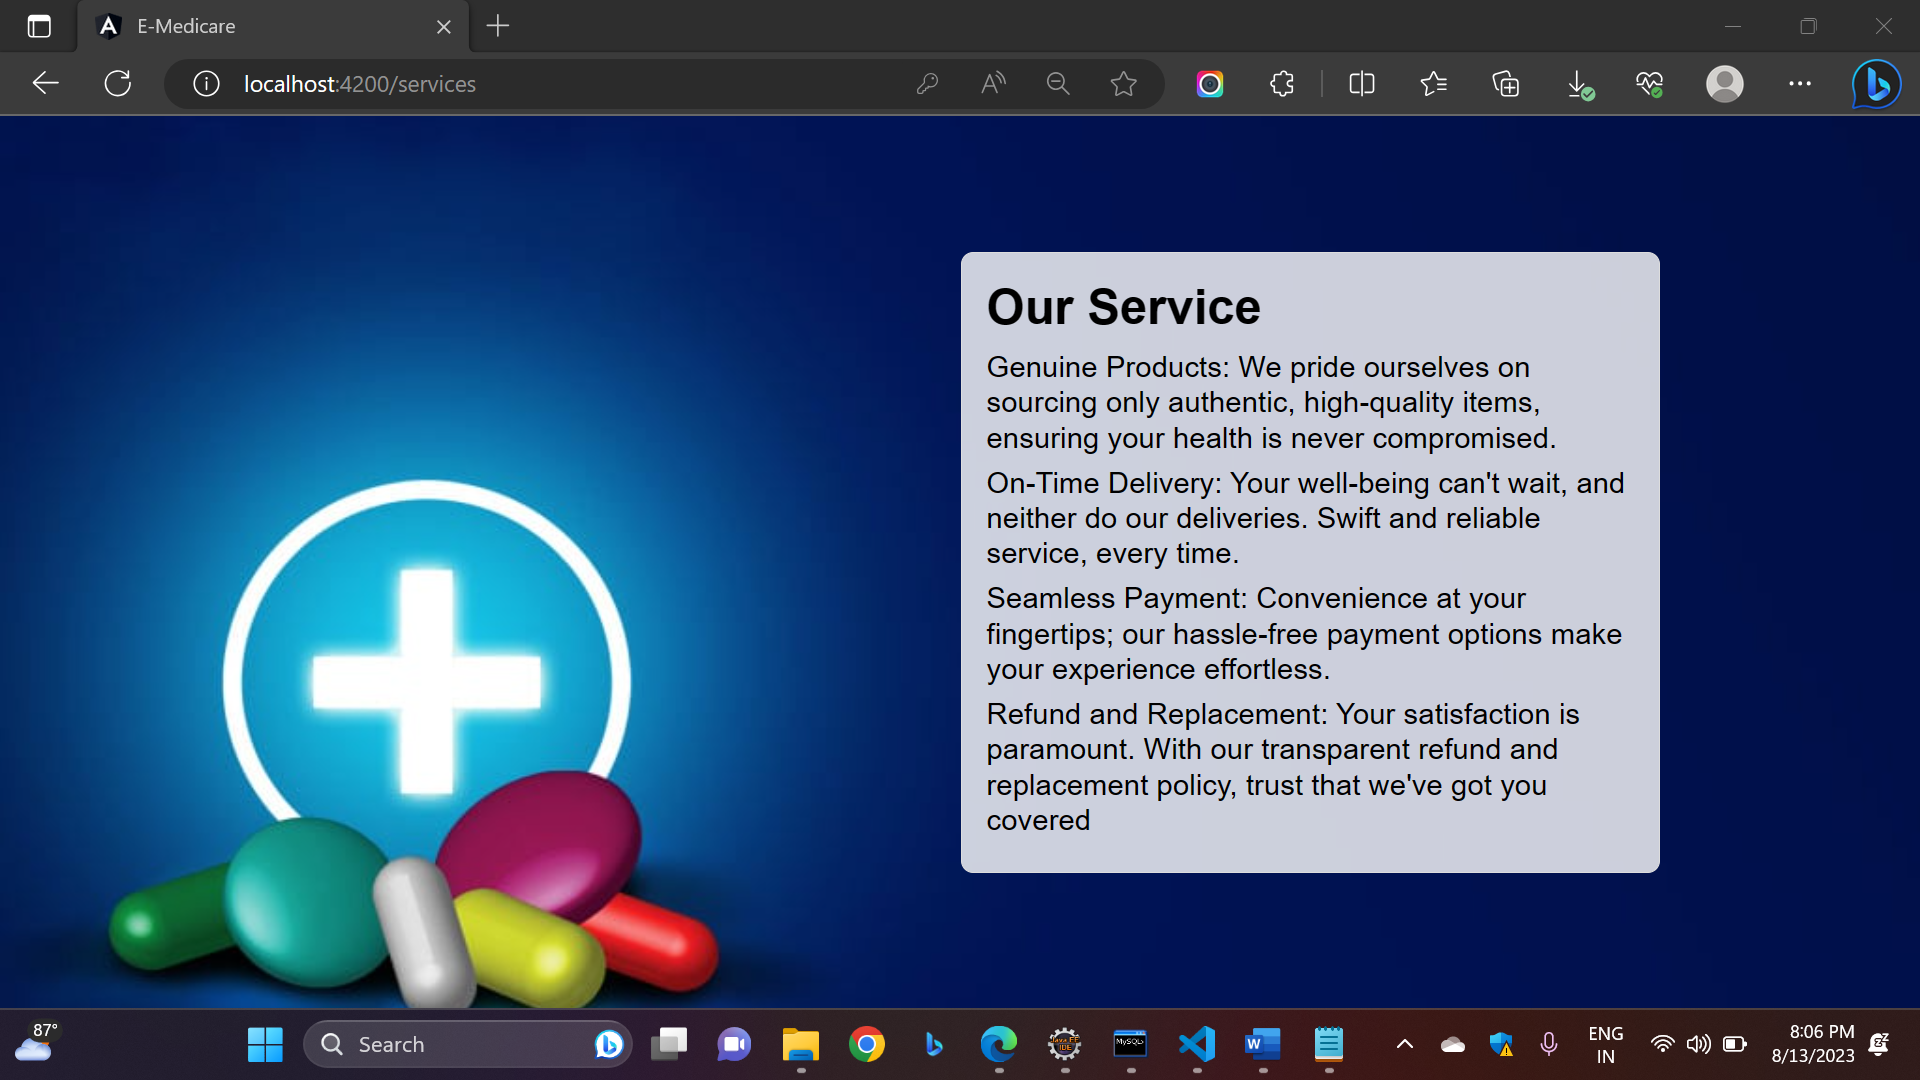 E-Medicare
localhost:4200/services
Our Service
Genuine Products: We pride ourselves on
sourcing only authentic, high-quality items,
ensuring your health is never compromised.
On-Time Delivery: Your well-being can't wait, and
neither do our deliveries. Swift and reliable
service, every time.
Seamless Payment: Convenience at your
fingertips; our hassle-free payment options make
your experience effortless.
Refund and Replacement: Your satisfaction is
paramount. With our transparent refund and
replacement policy, trust that we've got you
covered
87°
Search
Java EE
IDE
MySQL
W
ENG
IN
8:06 PM
8/13/2023